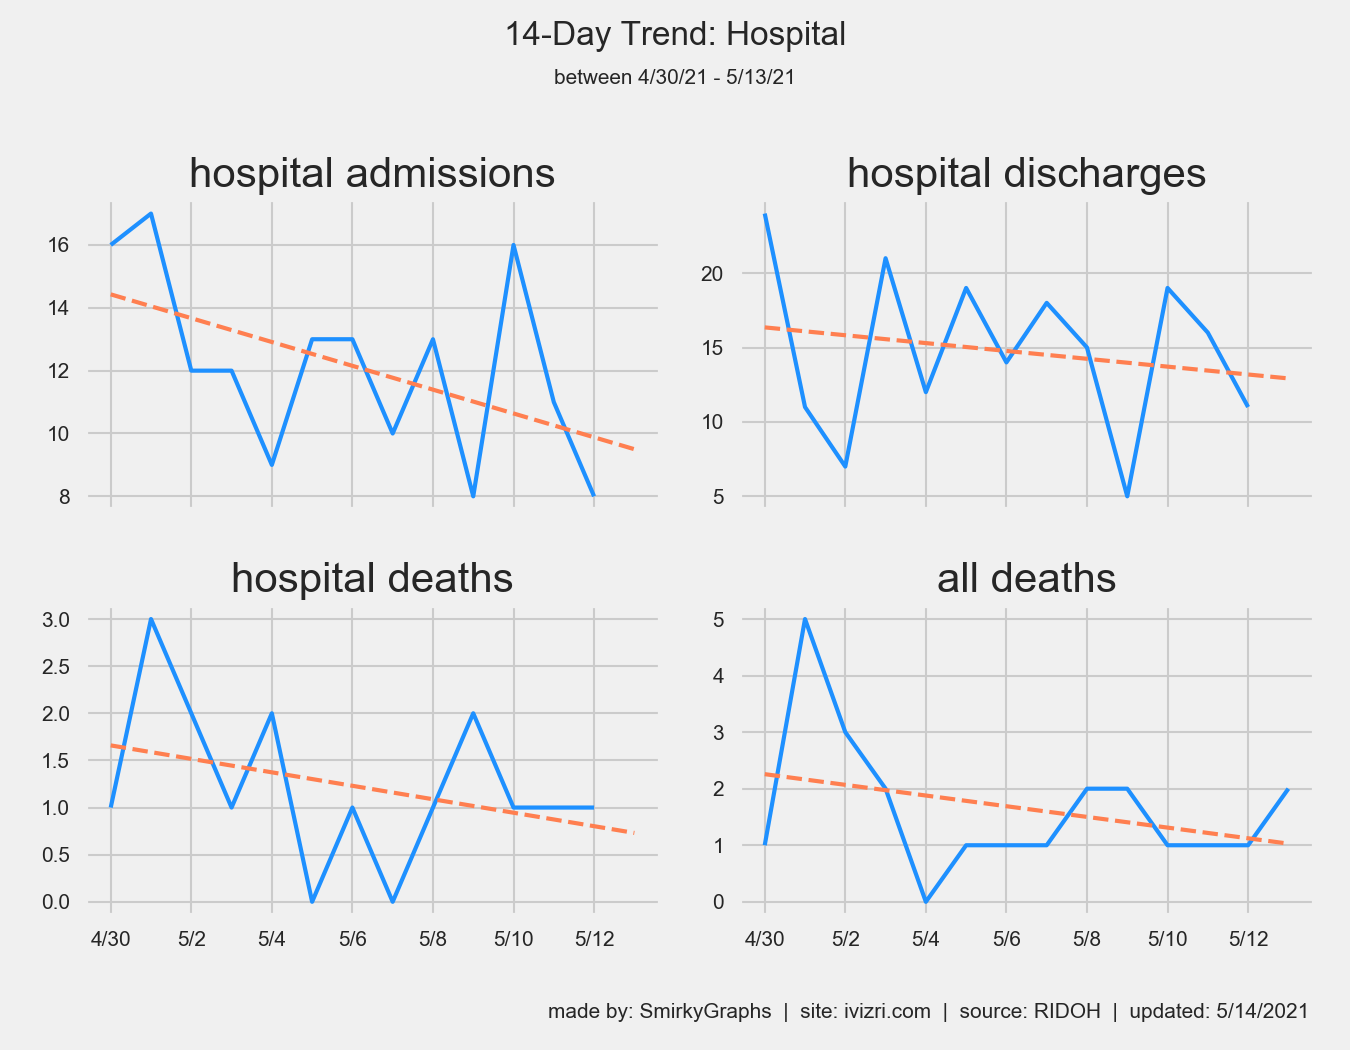 14-Day Trend: Hospital
between 4/30/21 - 5/13/21
hospital admissions
16
14
12
10
8
hospital discharges
20
15
10
5
hospital deaths
3.0
2.5
2.0
1.5
1.0
0.5
0.0
4/30 5/2 5/4 5/6 5/8 5/10 5/12
all deaths
5
4
3
2
1
0
4/30 5/2 5/4 5/6 5/8 5/10 5/12
made by: SmirkyGraphs | site: ivizri.com | source: RIDOH | updated: 5/14/2021